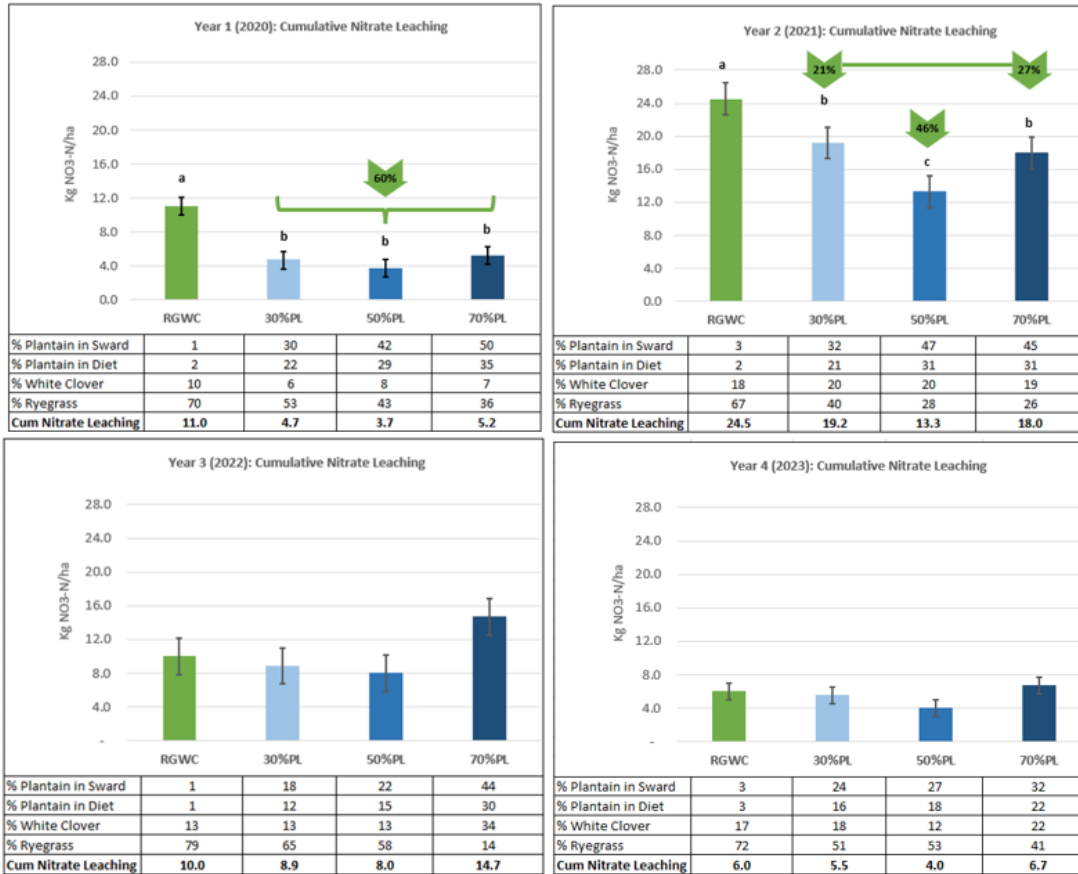 Year 1 (2020): Cumulative Nitrate Leaching
Kg NO3-N/ha
28.0
24.0
20.0
16.0
12.0
8.0
4.0
0.0
a
b
b
b
60%
RGWC 30%PL 50%PL 70%PL
% Plantain in Sward 1 30 42 50
% Plantain in Diet 2 22 29 35
% White Clover 10 6 8 7
% Ryegrass 70 53 43 36
Cum Nitrate Leaching 11.0 4.7 3.7 5.2
Year 2 (2021): Cumulative Nitrate Leaching
Kg NO3-N/ha
28.0
24.0
20.0
16.0
12.0
8.0
4.0
0.0
a
21%
27%
b
46%
b
c
RGWC 30%PL 50%PL 70%PL
% Plantain in Sward 3 32 47 45
% Plantain in Diet 2 21 31 31
% White Clover 18 20 20 19
% Ryegrass 67 40 28 26
Cum Nitrate Leaching 24.5 19.2 13.3 18.0
Year 3 (2022): Cumulative Nitrate Leaching
Kg NO3-N/ha
28.0
24.0
20.0
16.0
12.0
8.0
4.0
-
RGWC 30%PL 50%PL 70%PL
% Plantain in Sward 1 18 22 44
% Plantain in Diet 1 12 15 30
% White Clover 13 13 13 34
% Ryegrass 79 65 58 14
Cum Nitrate Leaching 10.0 8.9 8.0 14.7
Year 4 (2023): Cumulative Nitrate Leaching
Kg NO3-N/ha
28.0
24.0
20.0
16.0
12.0
8.0
4.0
-
RGWC 30%PL 50%PL 70%PL
% Plantain in Sward 3 24 27 32
% Plantain in Diet 3 16 18 22
% White Clover 17 18 12 22
% Ryegrass 72 51 53 41
Cum Nitrate Leaching 6.0 5.5 4.0 6.7